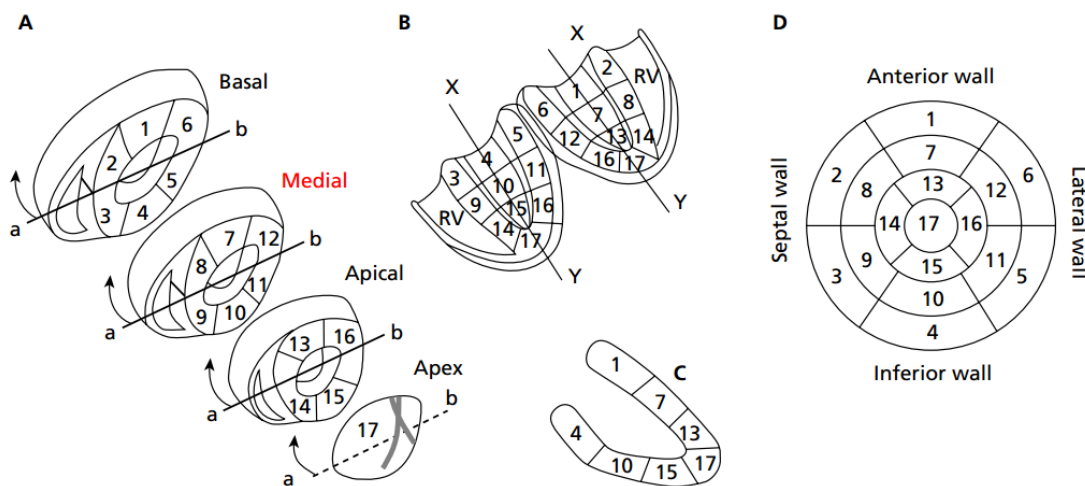 A
Basal
1
6
2
b
5
3
4
a
Medial
7
12
b
8
11
9
10
a
Apical
13
16
b
14
15
a
Apex
b
17
a
B
X
2
RV
1
6
7
8
12
13
14
16
17
Y
X
5
4
3
11
10
9
RV
15
16
14
17
Y
C
1
7
13
4
10
15
17
D
Anterior wall
1
7
2
6
8
13
12
Septal wall
14
17
16
Lateral wall
9
15
11
3
5
10
4
Inferior wall